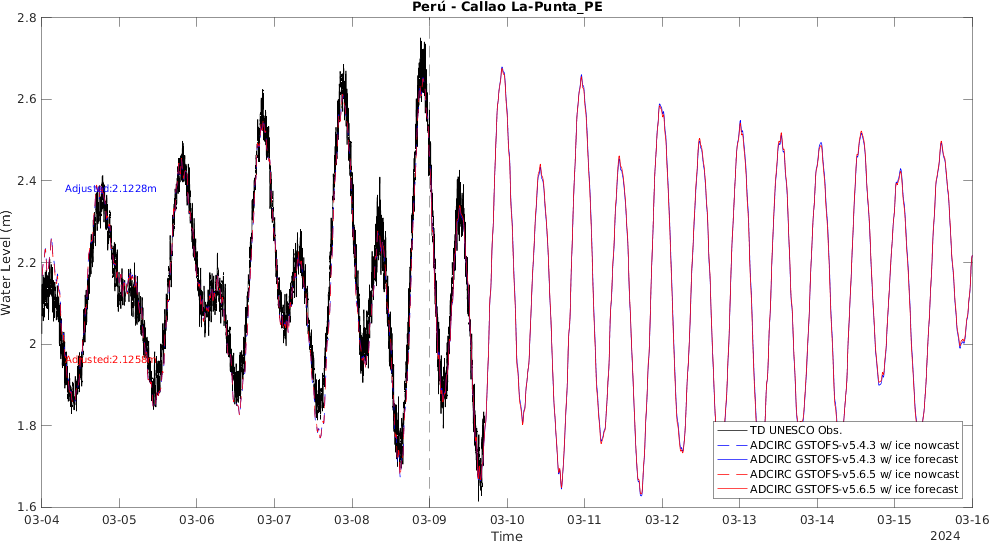 Perú - Callao La-Punta_PE
2.8
2.6
2.4
2.2
2
1.8
1.6
Water Level (m)
Adjusted:2.1228m
Adjusted:2.1258m
TD UNESCO Obs.
ADCIRC GSTOFS-v5.4.3 w/ ice nowcast
ADCIRC GSTOFS-v5.4.3 w/ ice forecast
ADCIRC GSTOFS-v5.6.5 w/ ice nowcast
ADCIRC GSTOFS-v5.6.5 w/ ice forecast
03-04 03-05 03-06 03-07 03-08 03-09 03-10 03-11 03-12 03-13 03-14 03-15 03-16
Time
2024